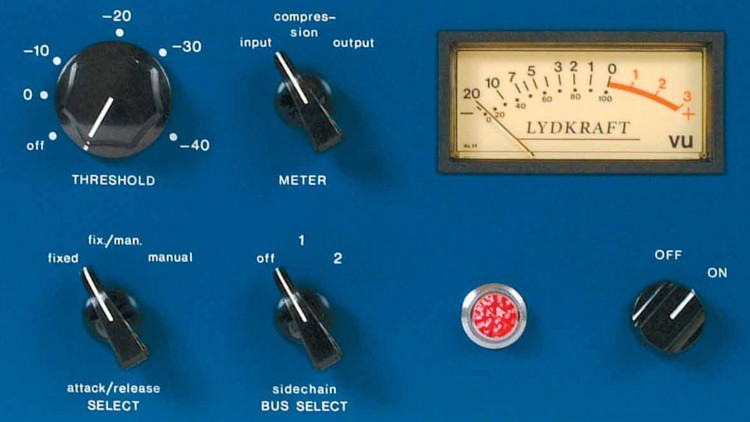 -20
-10
-30
0
off
-40
THRESHOLD
compres-
sion
input
output
METER
20 10 7 5 3 2 1 0 1 2 3
0 20 40 60 80 100
- +
LYDKRAFT
VU
fix./man.
fixed
manual
attack/release
SELECT
1
off
2
sidechain
BUS SELECT
OFF
ON